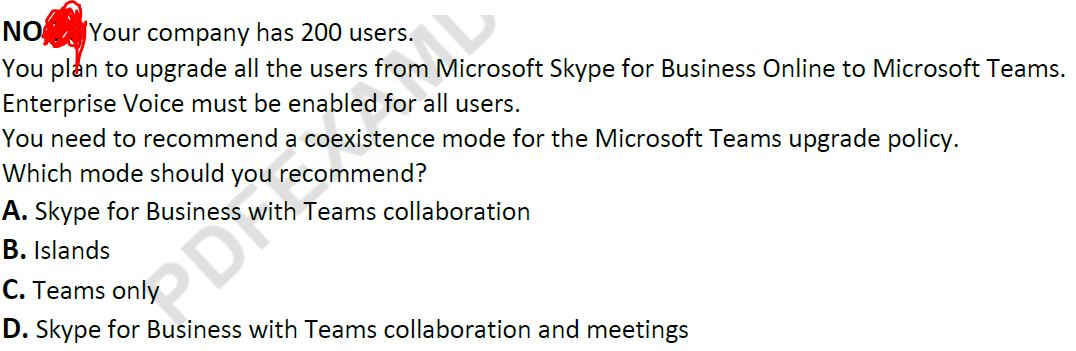 NO Your company has 200 users.
You plan to upgrade all the users from Microsoft Skype for Business Online to Microsoft Teams.
Enterprise Voice must be enabled for all users.
You need to recommend a coexistence mode for the Microsoft Teams upgrade policy.
Which mode should you recommend?
A. Skype for Business with Teams collaboration
B. Islands
C. Teams only
D. Skype for Business with Teams collaboration and meetings
PDFEXAMD